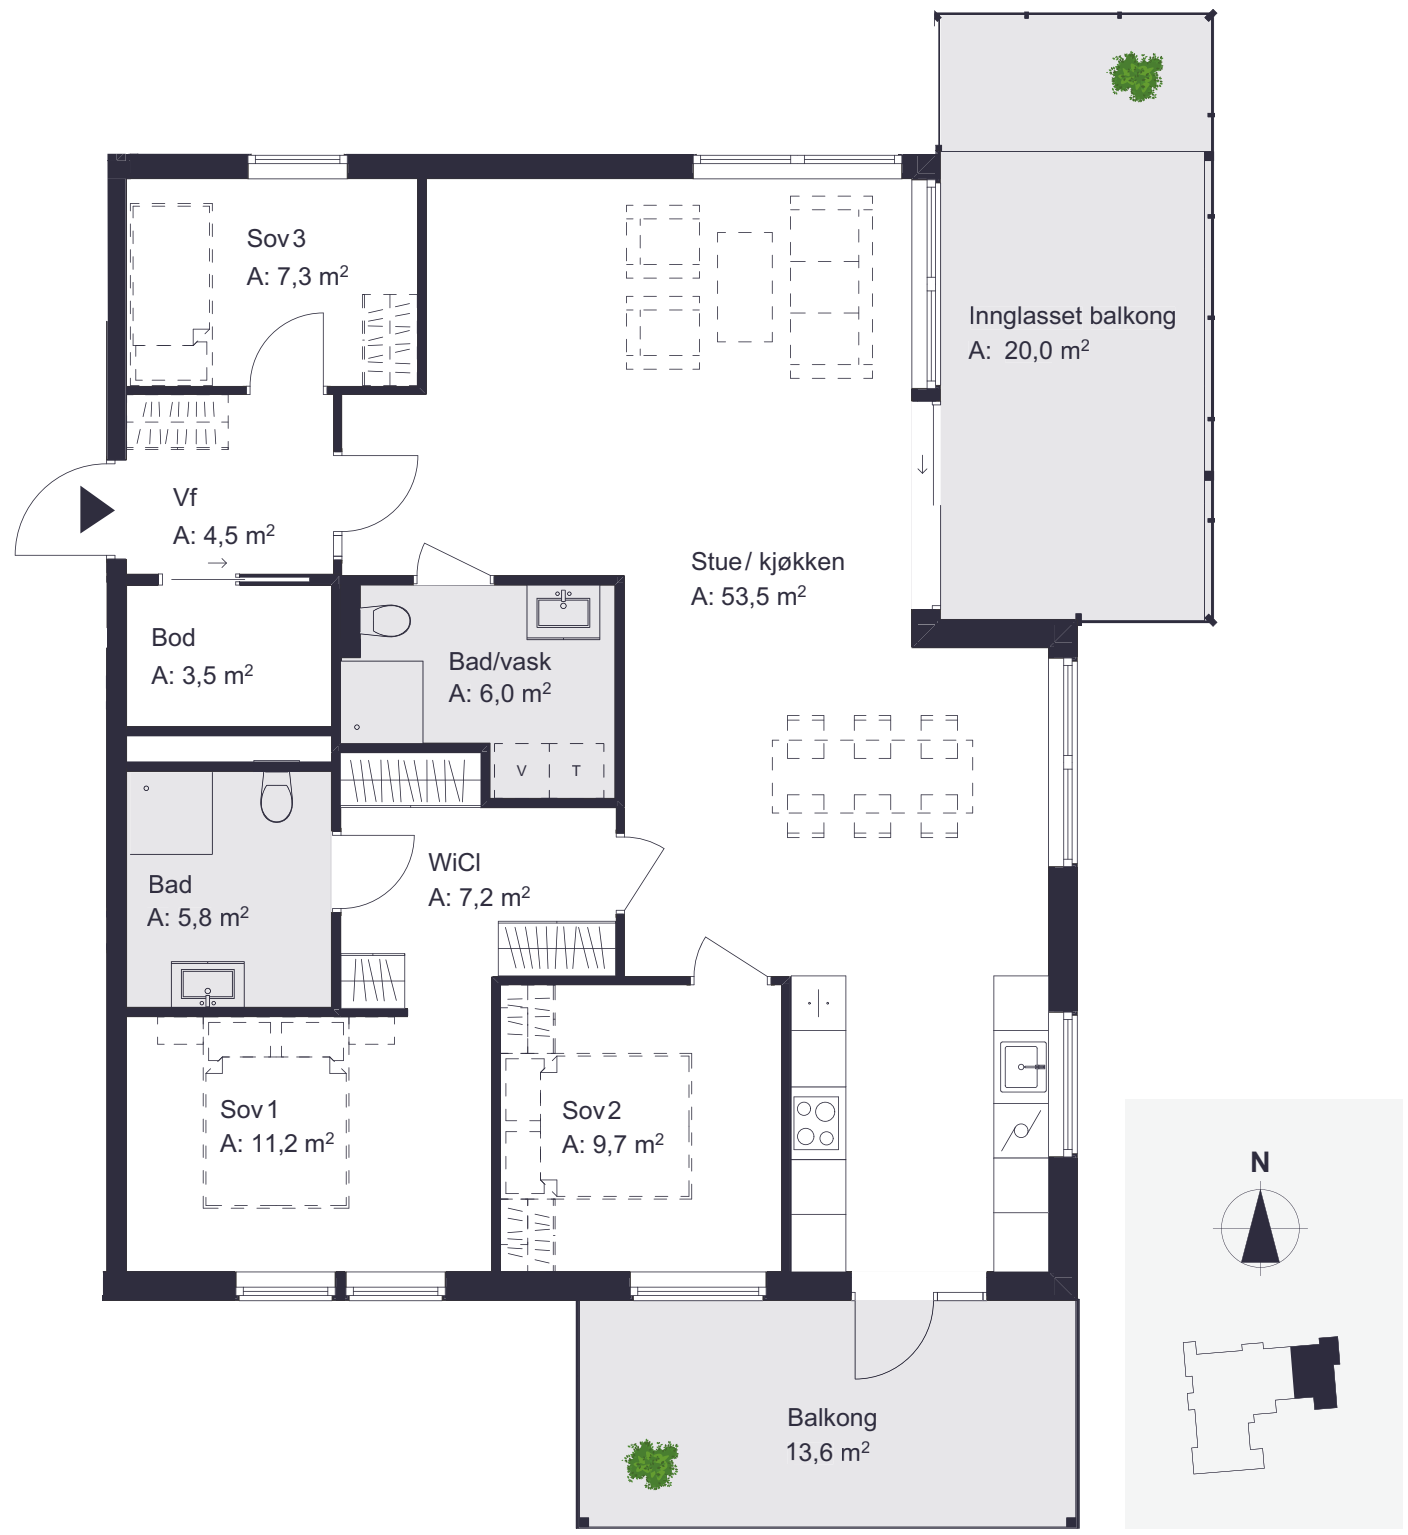 Sov 3
A: 7,3 m²
Innglasset balkong
A: 20,0 m²
Vf
A: 4,5 m²
Stue / kjøkken
A: 53,5 m²
Bod
A: 3,5 m²
Bad/vask
A: 6,0 m²
V T
WiCl
A: 7,2 m²
Bad
A: 5,8 m²
Sov 1
A: 11,2 m²
Sov 2
A: 9,7 m²
N
Balkong
13,6 m²